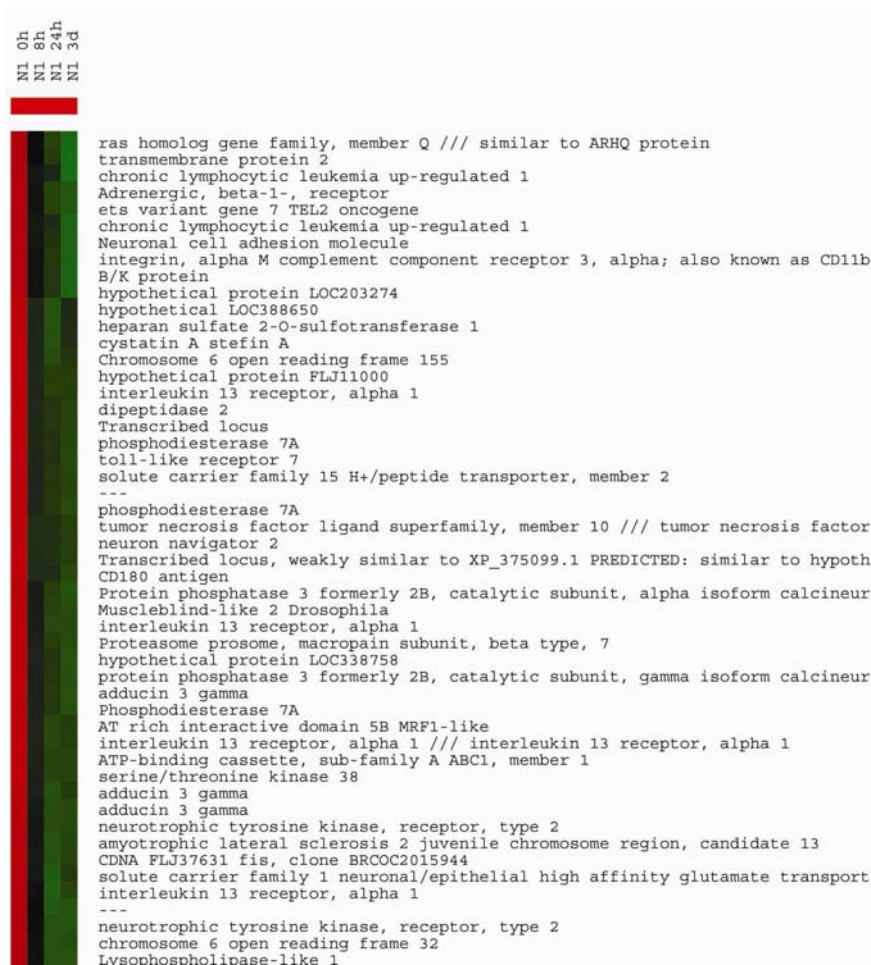 N1 0h
N1 8h
N1 24h
N1 3d
ras homolog gene family, member Q /// similar to ARHQ protein
transmembrane protein 2
chronic lymphocytic leukemia up-regulated 1
Adrenergic, beta-1-, receptor
ets variant gene 7 TEL2 oncogene
chronic lymphocytic leukemia up-regulated 1
Neuronal cell adhesion molecule
integrin, alpha M complement component receptor 3, alpha; also known as CD11b
B/K protein
hypothetical protein LOC203274
hypothetical LOC388650
heparan sulfate 2-O-sulfotransferase 1
cystatin A stefin A
Chromosome 6 open reading frame 155
hypothetical protein FLJ11000
interleukin 13 receptor, alpha 1
dipeptidase 2
Transcribed locus
phosphodiesterase 7A
toll-like receptor 7
solute carrier family 15 H+/peptide transporter, member 2
---
phosphodiesterase 7A
tumor necrosis factor ligand superfamily, member 10 /// tumor necrosis factor
neuron navigator 2
Transcribed locus, weakly similar to XP_375099.1 PREDICTED: similar to hypoth
CD180 antigen
Protein phosphatase 3 formerly 2B, catalytic subunit, alpha isoform calcineur
Muscleblind-like 2 Drosophila
interleukin 13 receptor, alpha 1
Proteasome prosome, macropain subunit, beta type, 7
hypothetical protein LOC338758
protein phosphatase 3 formerly 2B, catalytic subunit, gamma isoform calcineur
adducin 3 gamma
Phosphodiesterase 7A
AT rich interactive domain 5B MRF1-like
interleukin 13 receptor, alpha 1 /// interleukin 13 receptor, alpha 1
ATP-binding cassette, sub-family A ABC1, member 1
serine/threonine kinase 38
adducin 3 gamma
adducin 3 gamma
neurotrophic tyrosine kinase, receptor, type 2
amyotrophic lateral sclerosis 2 juvenile chromosome region, candidate 13
CDNA FLJ37631 fis, clone BRCOC2015944
solute carrier family 1 neuronal/epithelial high affinity glutamate transport
interleukin 13 receptor, alpha 1
---
neurotrophic tyrosine kinase, receptor, type 2
chromosome 6 open reading frame 32
Lysophospholipase-like 1